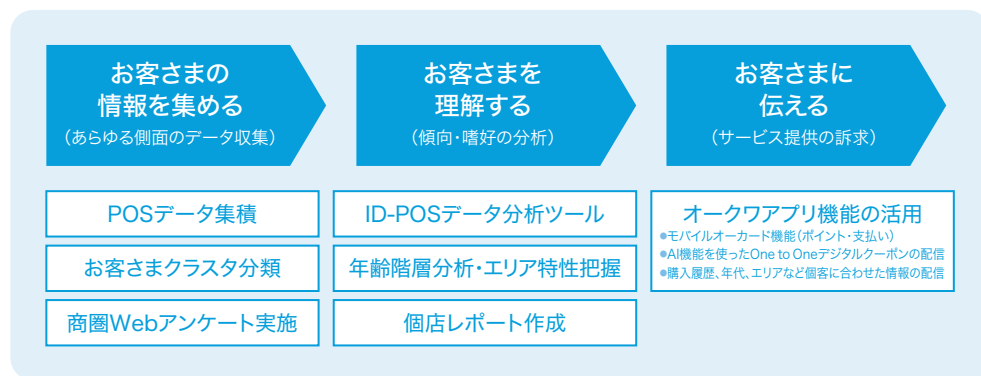 お客さまの
情報を集める
（あらゆる側面のデータ収集）
お客さまを
理解する
（傾向・嗜好の分析）
お客さまに
伝える
（サービス提供の訴求）
POSデータ集積
お客さまクラスタ分類
商圏Webアンケート実施
ID-POSデータ分析ツール
年齢階層分析・エリア特性把握
個店レポート作成
オークワアプリ機能の活用
●モバイルオーカード機能（ポイント・支払い）
●AI機能を使ったOne to Oneデジタルクーポンの配信
●購入履歴、年代、エリアなど個客に合わせた情報の配信